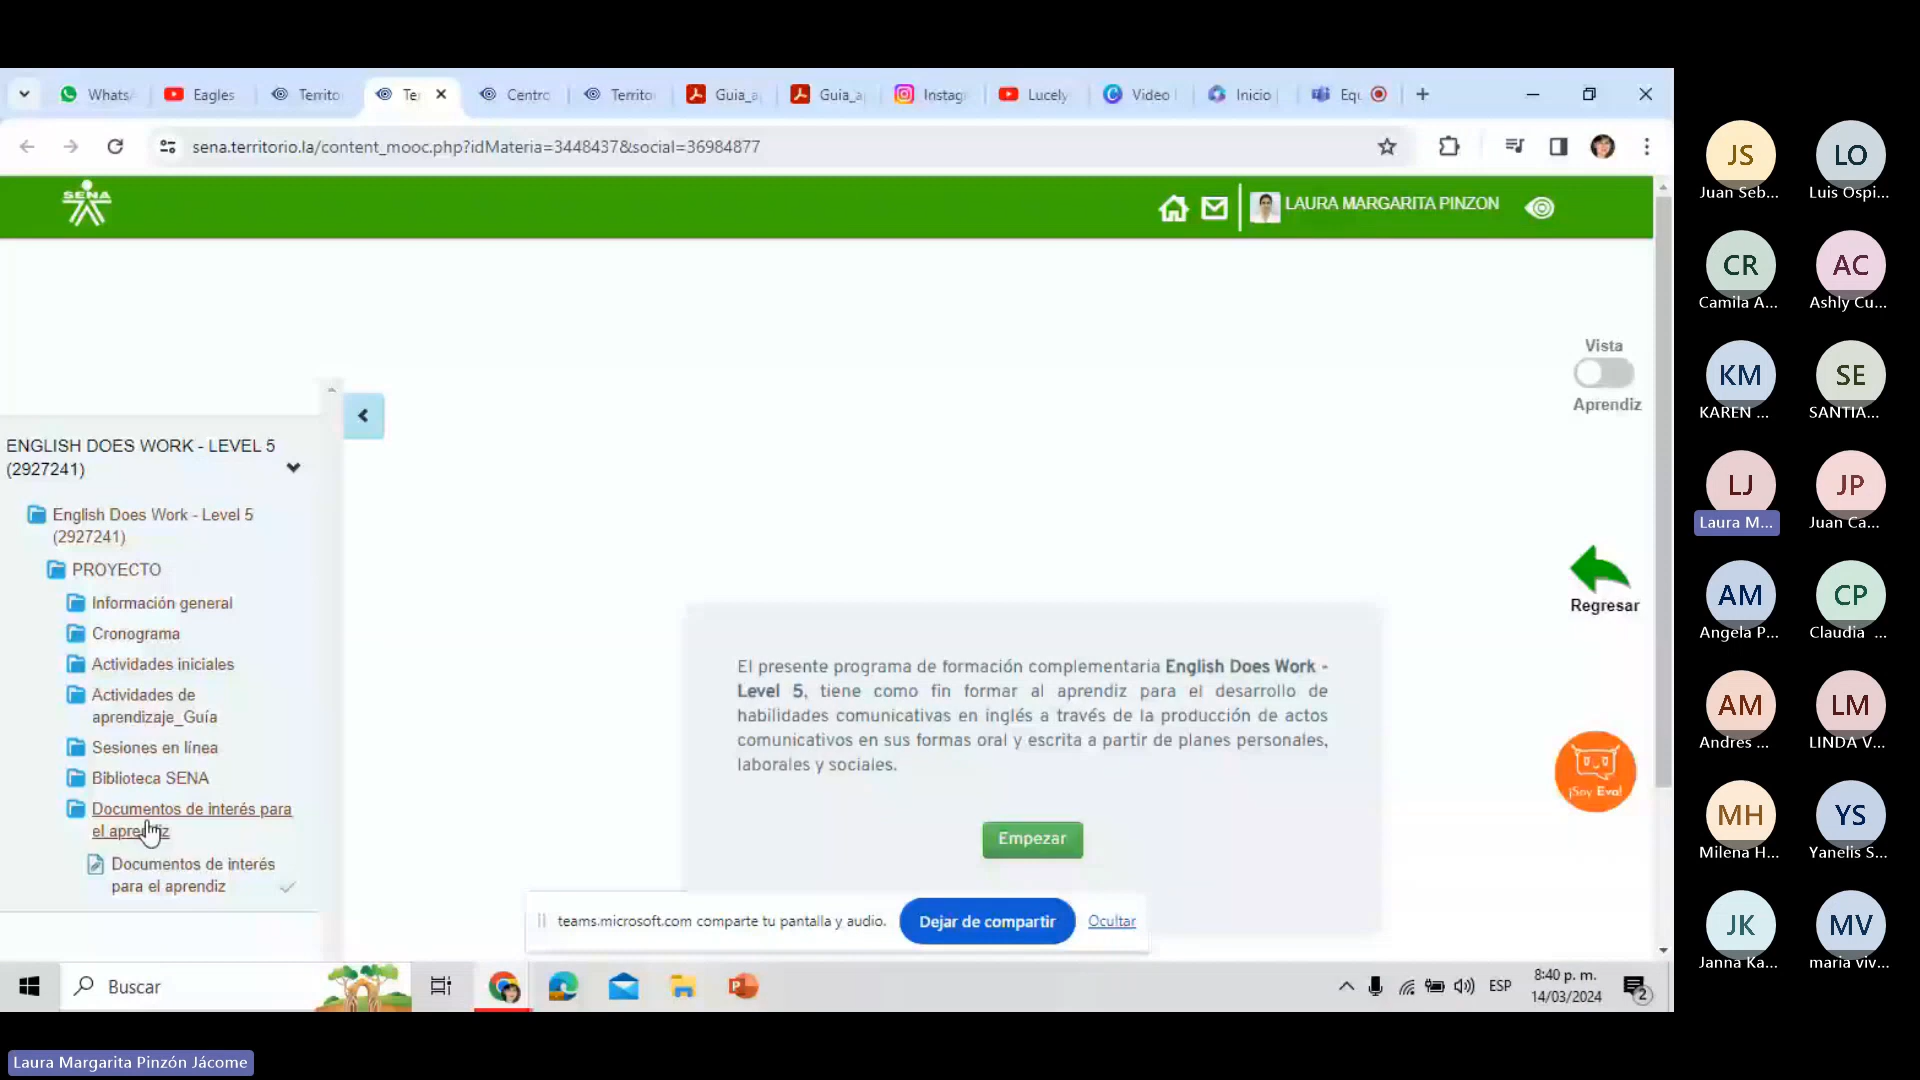 Whats
Eagles
Territo
Te
Centro
Territo
Guia_a
Guia_a
Instag
Lucely
Video
Inicio
Equ
sena.territorio.la/content_mooc.php?idMateria=3448437&social=36984877
SENA
LAURA MARGARITA PINZON
Vista
Aprendiz
ENGLISH DOES WORK - LEVEL 5
(2927241)
English Does Work - Level 5
(2927241)
PROYECTO
Información general
Cronograma
Actividades iniciales
Actividades de
aprendizaje_Guía
Sesiones en línea
Biblioteca SENA
Documentos de interés para
el aprendiz
Documentos de interés
para el aprendiz
Regresar
El presente programa de formación complementaria English Does Work -
Level 5, tiene como fin formar al aprendiz para el desarrollo de
habilidades comunicativas en inglés a través de la producción de actos
comunicativos en sus formas oral y escrita a partir de planes personales,
laborales y sociales.
Empezar
¡Soy Eva!
teams.microsoft.com comparte tu pantalla y audio.
Dejar de compartir
Ocultar
Buscar
ESP
8:40 p. m.
14/03/2024
2
JS
Juan Seb...
LO
Luis Ospi...
CR
Camila A...
AC
Ashly Cu...
KM
KAREN ...
SE
SANTIA...
LJ
Laura M...
JP
Juan Ca...
AM
Angela P...
CP
Claudia ...
AM
Andres ...
LM
LINDA V...
MH
Milena H...
YS
Yanelis S...
JK
Janna Ka...
MV
maria viv...
Laura Margarita Pinzón Jácome